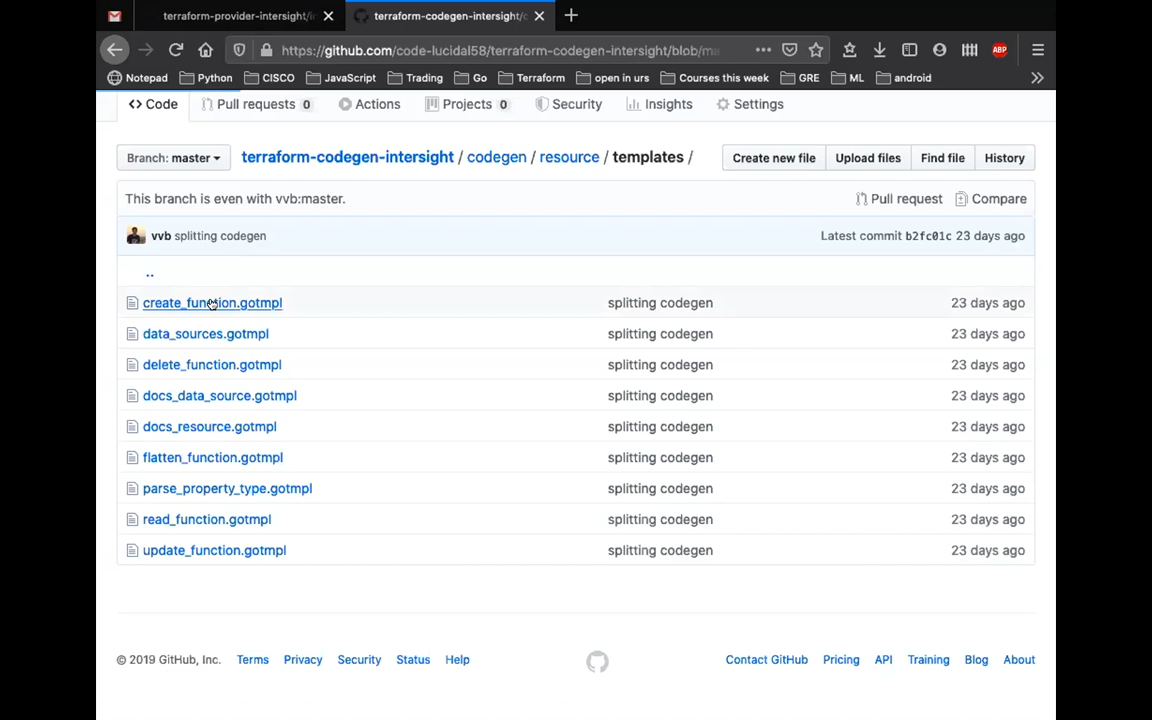 terraform-provider-intersight/i
terraform-codegen-intersight/c
https://github.com/code-lucidal58/terraform-codegen-intersight/blob/ma
ABP
Notepad Python CISCO JavaScript Trading Go Terraform open in urs Courses this week GRE ML android
<> Code Pull requests 0 Actions Projects 0 Security Insights Settings
Branch: master
terraform-codegen-intersight / codegen / resource / templates /
Create new file Upload files Find file History
This branch is even with vvb:master.
Pull request Compare
vvb splitting codegen
Latest commit b2fc01c 23 days ago
..
create_function.gotmpl splitting codegen 23 days ago
data_sources.gotmpl splitting codegen 23 days ago
delete_function.gotmpl splitting codegen 23 days ago
docs_data_source.gotmpl splitting codegen 23 days ago
docs_resource.gotmpl splitting codegen 23 days ago
flatten_function.gotmpl splitting codegen 23 days ago
parse_property_type.gotmpl splitting codegen 23 days ago
read_function.gotmpl splitting codegen 23 days ago
update_function.gotmpl splitting codegen 23 days ago
© 2019 GitHub, Inc. Terms Privacy Security Status Help
Contact GitHub Pricing API Training Blog About